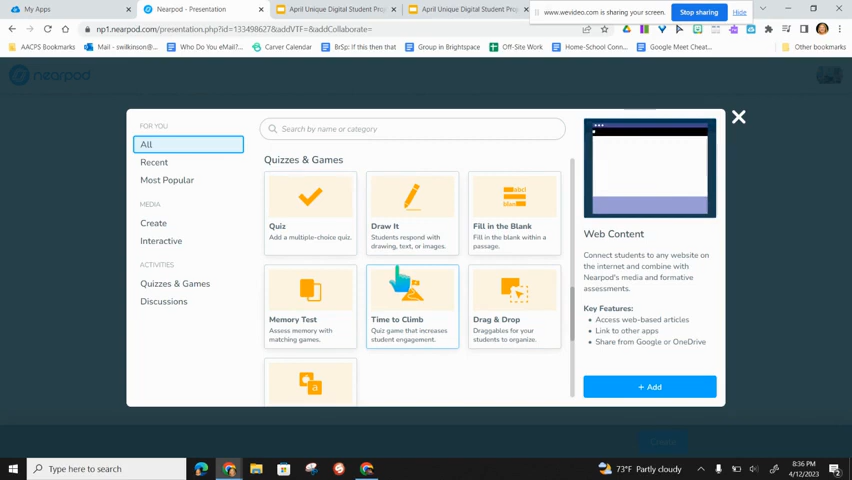 My Apps
Nearpod - Presentation
April Unique Digital Student Pro
April Unique Digital Student Pro
www.wevideo.com is sharing your screen.
Stop sharing
Hide
np1.nearpod.com/presentation.php?id=133498627&addVTF=&addCollaborate=
AACPS Bookmarks
Who Do You eMail?
Carver Calendar
BrSp: If this then that
Group in Brightspace
Off-Site Work
Home-School Conn...
Google Meet Cheat...
Other bookmarks
nearpod
FOR YOU
All
Recent
Most Popular
MEDIA
Create
Interactive
ACTIVITIES
Quizzes & Games
Discussions
Search by name or category
Quizzes & Games
Quiz
Add a multiple-choice quiz.
Draw It
Students respond with
drawing, text, or images.
Fill in the Blank
Fill in the blank within a
passage.
Memory Test
Assess memory with
matching games.
Time to Climb
Quiz game that increases
student engagement.
Drag & Drop
Draggables for your
students to organize.
Web Content
Connect students to any website on
the internet and combine with
Nearpod's media and formative
assessments.
Key Features:
• Access web-based articles
• Link to other apps
• Share from Google or OneDrive
+ Add
Type here to search
73°F Partly cloudy
8:36 PM
4/12/2023